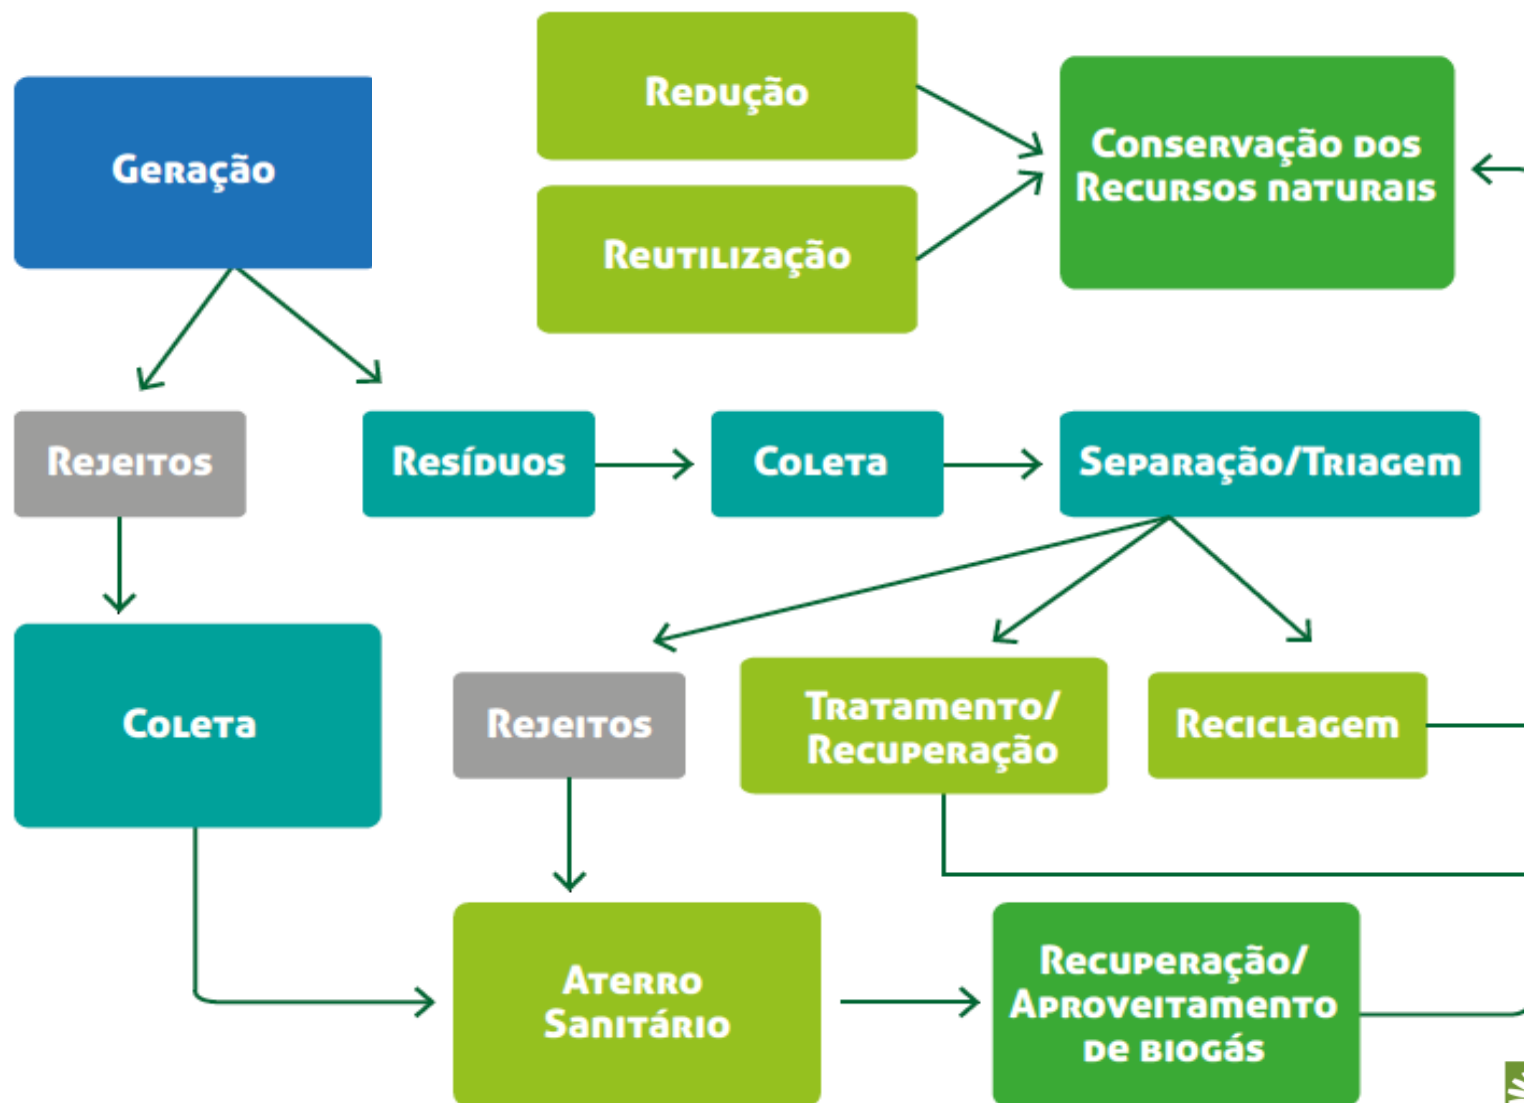 Redução
Geração
Conservação dos
Recursos naturais
Reutilização
Rejeitos
Resíduos
Coleta
Separação/Triagem
Coleta
Rejeitos
Tratamento/
Recuperação
Reciclagem
Aterro
Sanitário
Recuperação/
Aproveitamento
de biogás